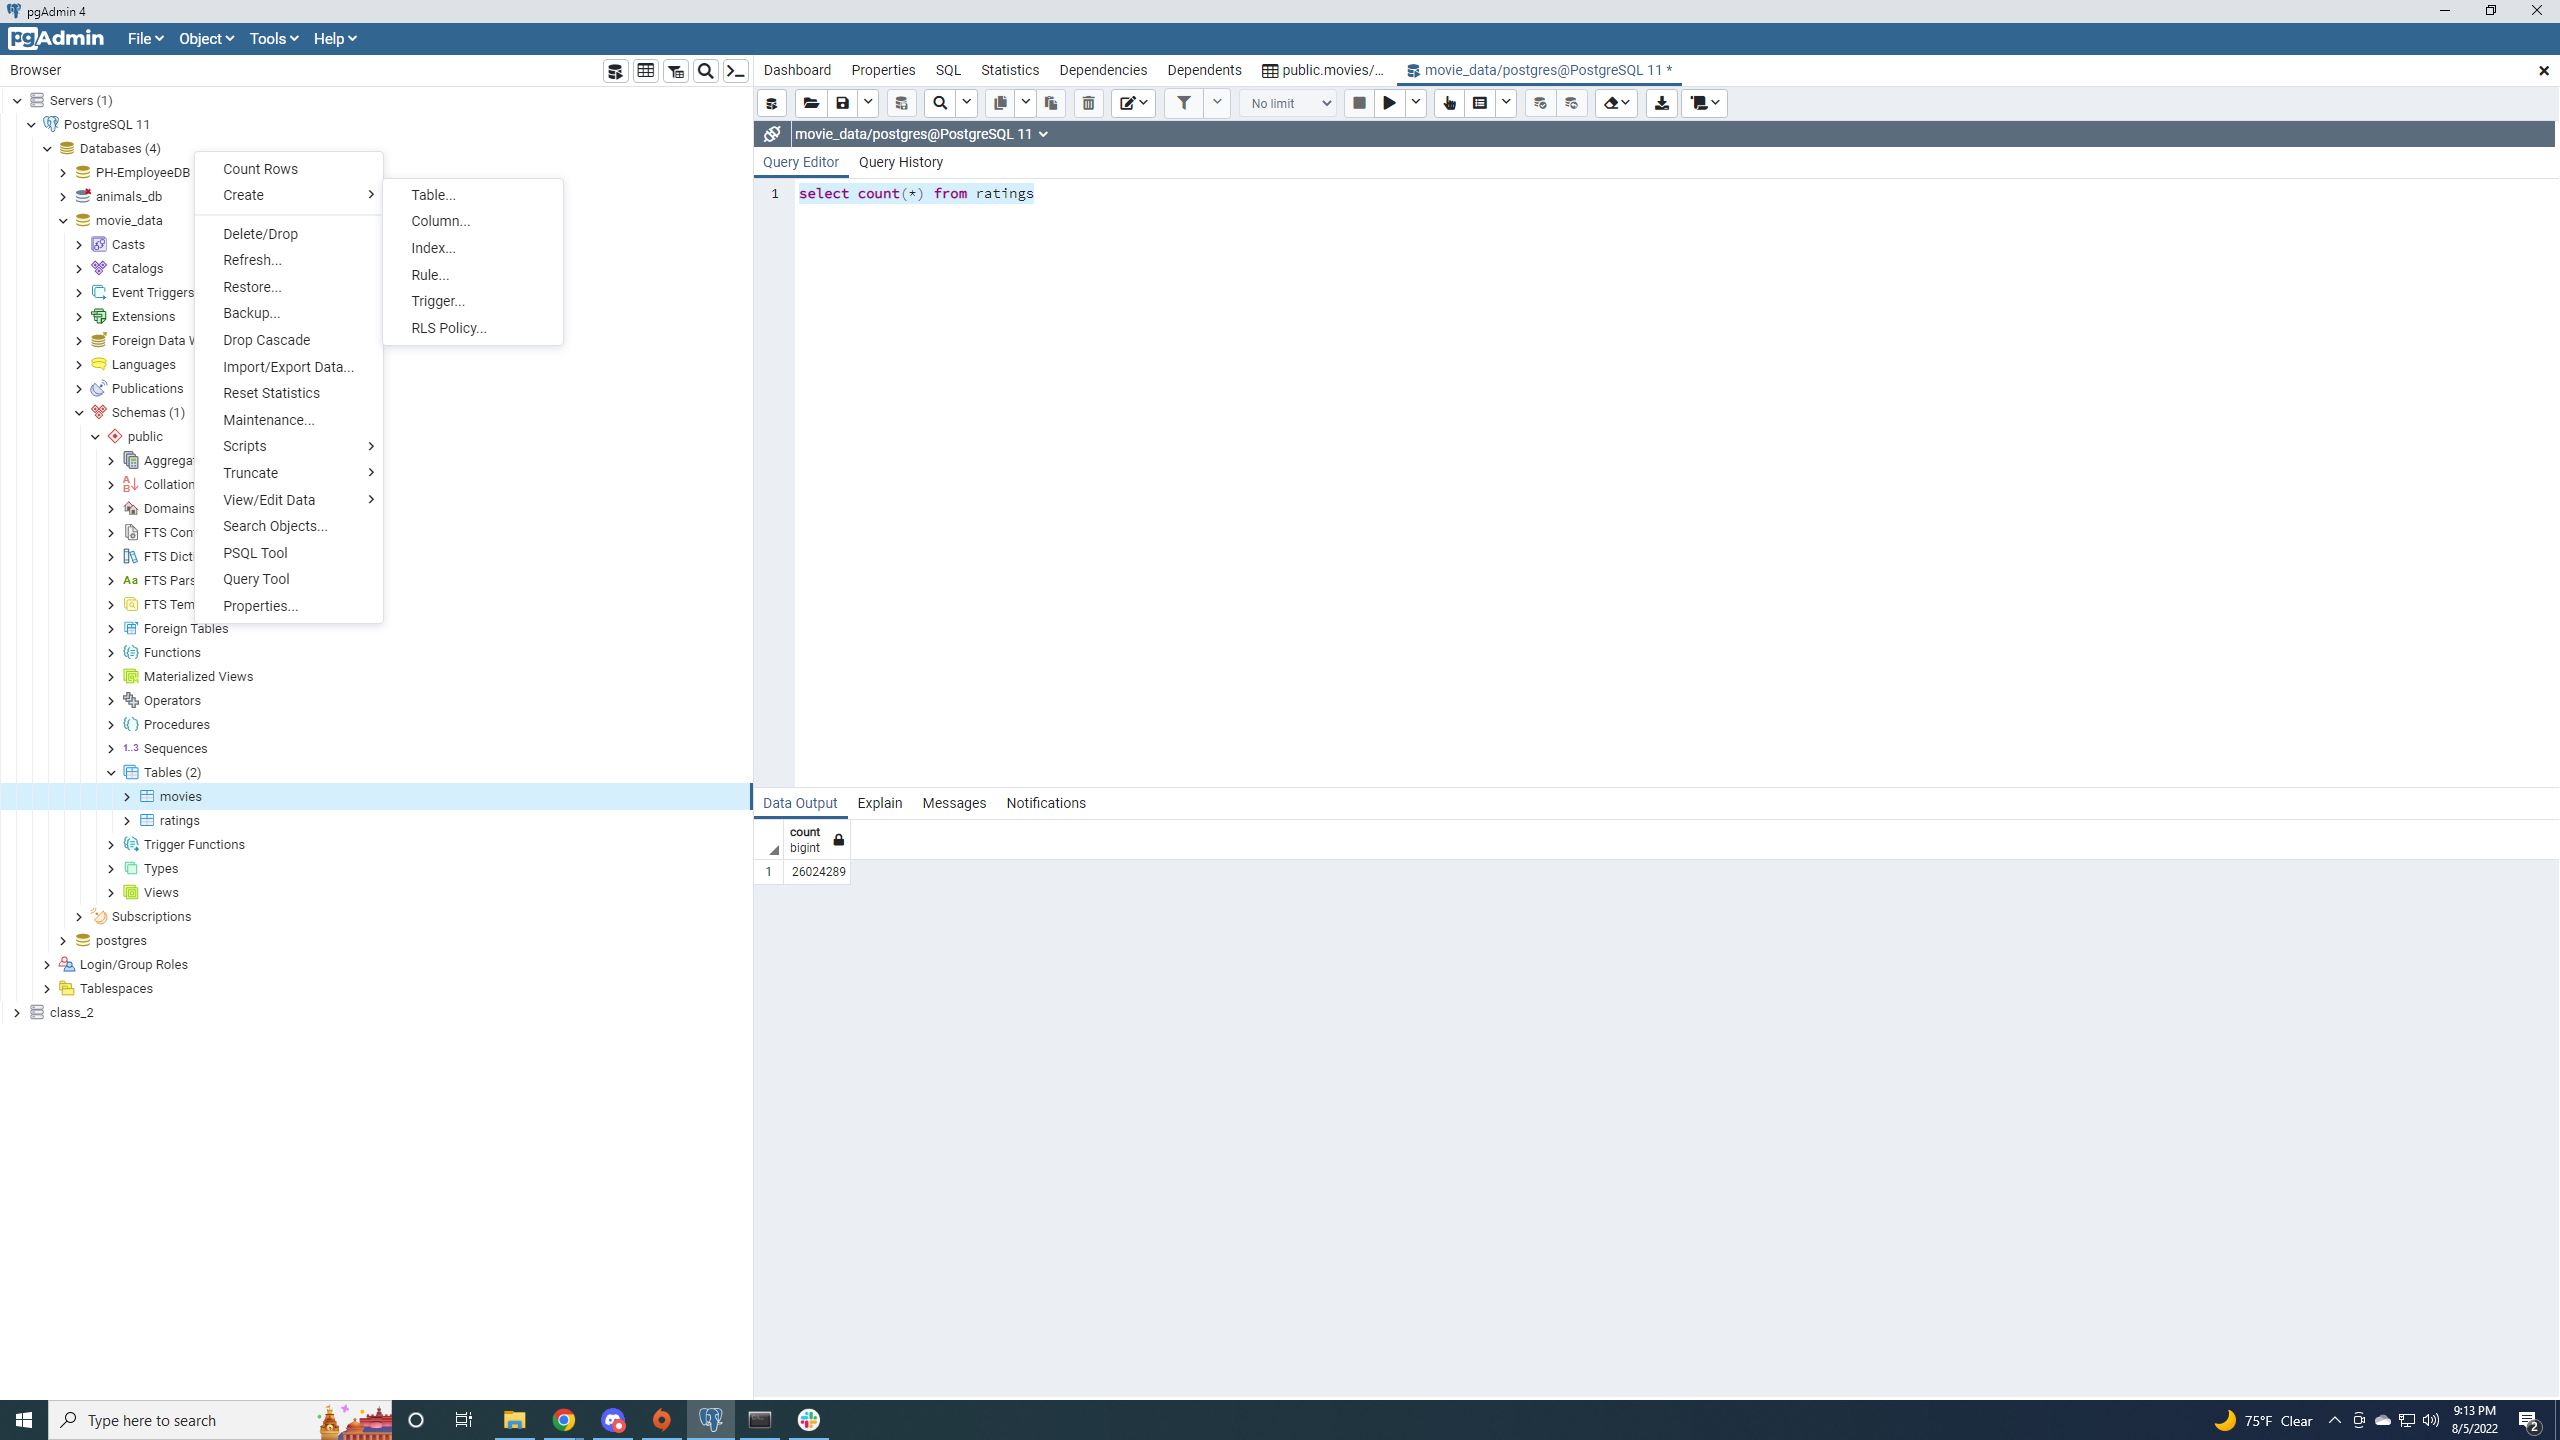 pgAdmin 4
pgAdmin File Object Tools Help
Browser
Dashboard Properties SQL Statistics Dependencies Dependents public.movies/... movie_data/postgres@PostgreSQL 11 *
No limit
movie_data/postgres@PostgreSQL 11
Query Editor Query History
1 select count(*) from ratings
Servers (1)
PostgreSQL 11
Databases (4)
PH-EmployeeDB
animals_db
movie_data
Casts
Catalogs
Event Triggers
Extensions
Foreign Data W
Languages
Publications
Schemas (1)
public
Aggregat
Collation
Domains
FTS Con
FTS Dict
Aa FTS Pars
FTS Tem
Foreign Tables
Functions
Materialized Views
Operators
Procedures
1..3 Sequences
Tables (2)
movies
ratings
Trigger Functions
Types
Views
Subscriptions
postgres
Login/Group Roles
Tablespaces
class_2
Count Rows
Create
Delete/Drop
Refresh...
Restore...
Backup...
Drop Cascade
Import/Export Data...
Reset Statistics
Maintenance...
Scripts
Truncate
View/Edit Data
Search Objects...
PSQL Tool
Query Tool
Properties...
Table...
Column...
Index...
Rule...
Trigger...
RLS Policy...
Data Output Explain Messages Notifications
count
bigint
1 26024289
Type here to search
75°F Clear
9:13 PM
8/5/2022
2